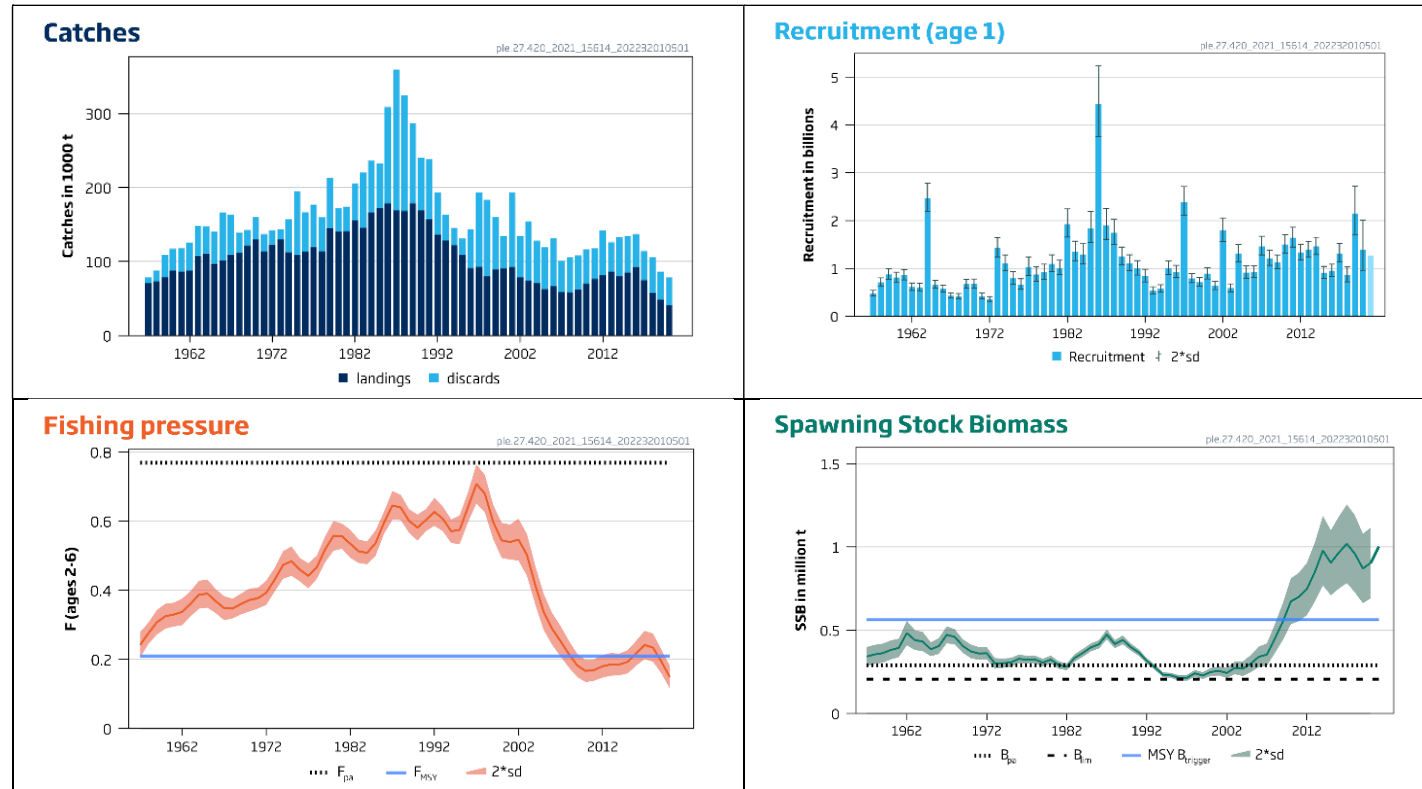 Catches
ple.27.420_2021_15614_202232010501
Catches in 1000 t
300
200
100
0
1962 1972 1982 1992 2002 2012
landings discards
Recruitment (age 1)
ple.27.420_2021_15614_202232010501
Recruitment in billions
5
4
3
2
1
0
1962 1972 1982 1992 2002 2012
Recruitment 2*sd
Fishing pressure
ple.27.420_2021_15614_202232010501
F (ages 2-6)
0.8
0.6
0.4
0.2
0
1962 1972 1982 1992 2002 2012
Fpa FMSY 2*sd
Spawning Stock Biomass
ple.27.420_2021_15614_202232010501
SSB in million t
1.5
1
0.5
0
1962 1972 1982 1992 2002 2012
Bpa Blim MSY Btrigger 2*sd